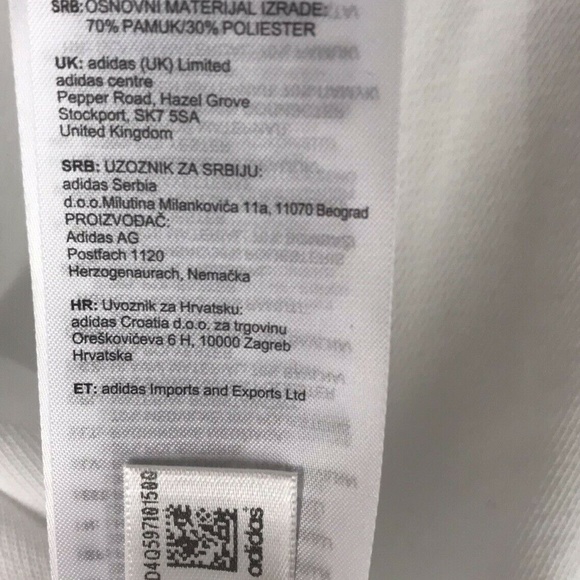 SRB: OSNOVNI MATERIJAL IZRADE:
70% PAMUK/30% POLIESTER
UK: adidas (UK) Limited
adidas centre
Pepper Road, Hazel Grove
Stockport, SK7 5SA
United Kingdom
SRB: UZOZNIK ZA SRBIJU:
adidas Serbia
d.o.o.Milutina Milankovića 11a, 11070 Beograd
PROIZVOĐAČ:
Adidas AG
Postfach 1120
Herzogenaurach, Nemačka
HR: Uvoznik za Hrvatsku:
adidas Croatia d.o.o. za trgovinu
Oreškovićeva 6 H, 10000 Zagreb
Hrvatska
ET: adidas Imports and Exports Ltd
adidas